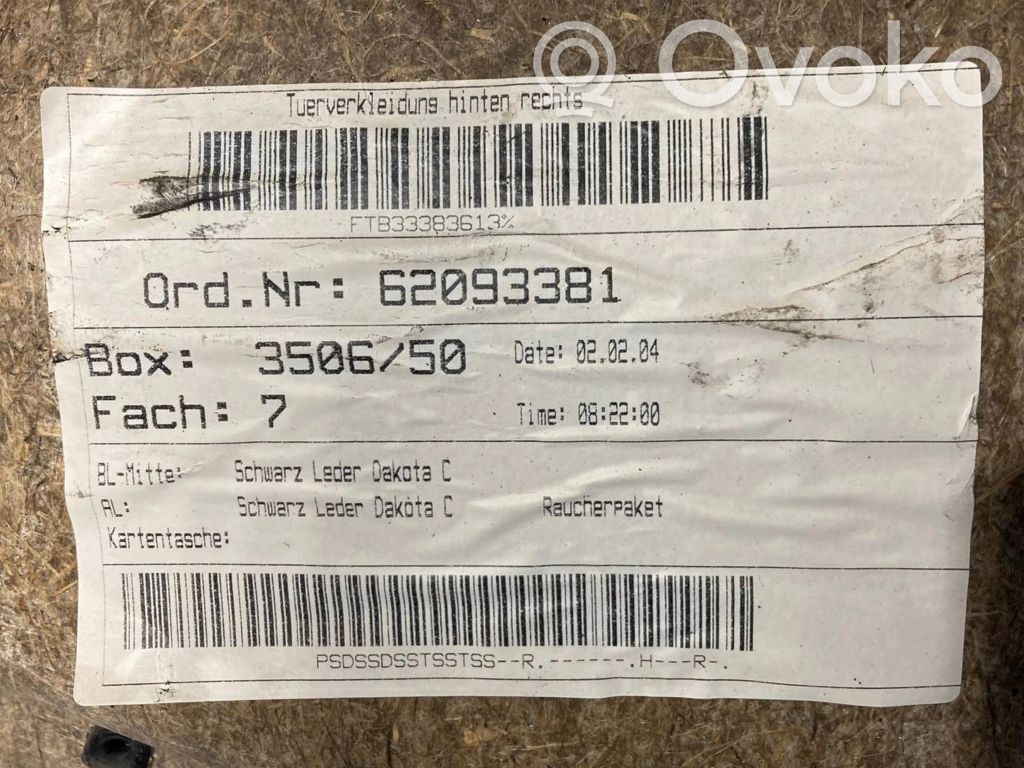 Ovoko
Tuerverkleidung hinten rechts
FTB33383613%
Ord.Nr: 62093381
Box: 3506/50 Date: 02.02.04
Fach: 7 Time: 08:22:00
BL-Mitte: Schwarz Leder Dakota C
AL: Schwarz Leder Dakota C Raucherpaket
Kartentasche:
PSDSSDSSTSSTSS--R.------.H---R-.